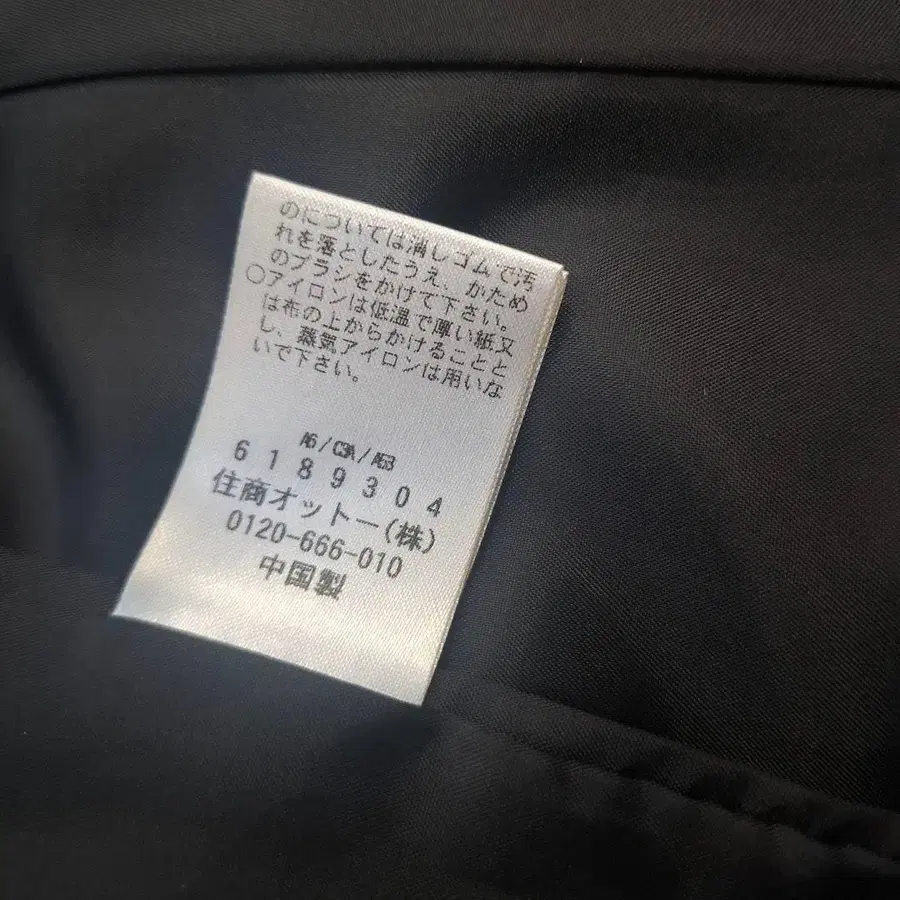 のについては消しゴムで汚
れを落としたうえ、かため
のブラシをかけて下さい。
○アイロンは低温で厚い紙又
は布の上からかけることと
し、蒸気アイロンは用いな
いで下さい。
A6/C9A/A63
6189304
住商オットー(株)
0120-666-010
中国製